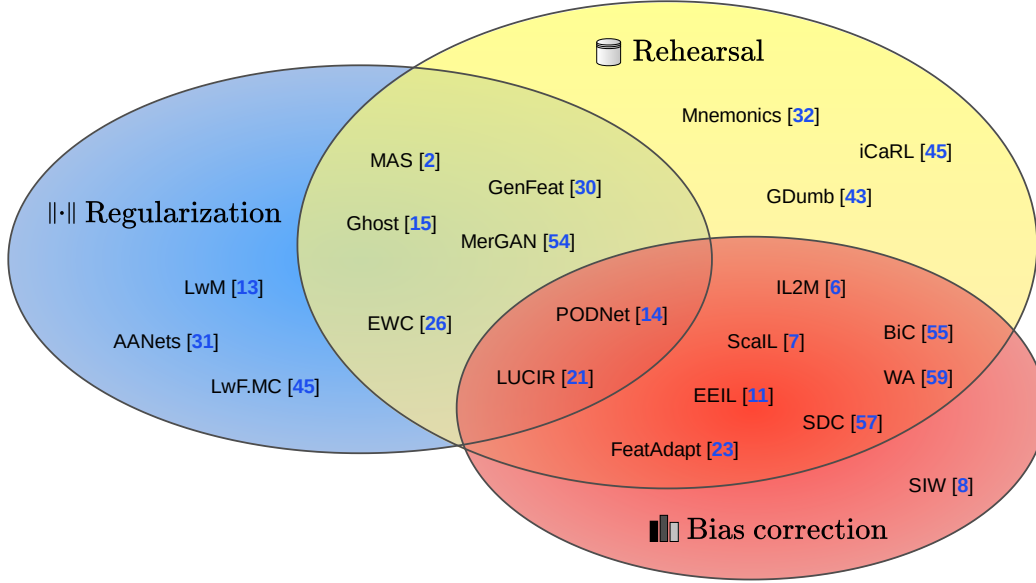 Rehearsal
Mnemonics [32]
iCaRL [45]
MAS [2]
GenFeat [30]
GDumb [43]
||·|| Regularization
Ghost [15]
MerGAN [54]
LwM [13]
IL2M [6]
PODNet [14]
EWC [26]
BiC [55]
AANets [31]
ScaIL [7]
LUCIR [21]
WA [59]
LwF.MC [45]
EEIL [11]
SDC [57]
FeatAdapt [23]
SIW [8]
Bias correction